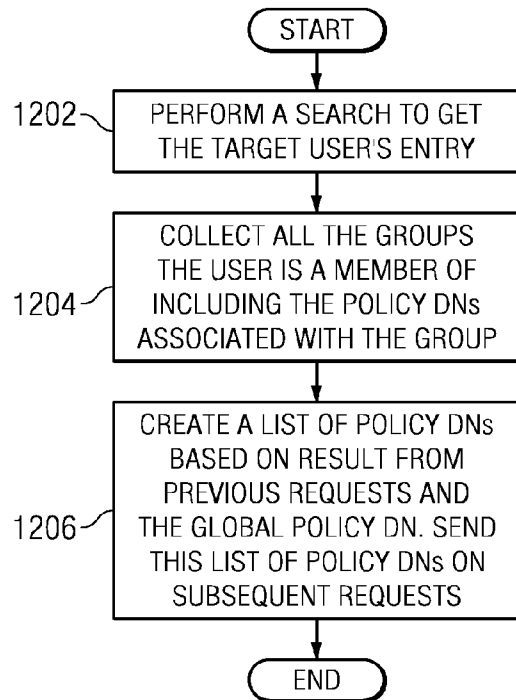 START
1202
PERFORM A SEARCH TO GET
THE TARGET USER'S ENTRY
1204
COLLECT ALL THE GROUPS
THE USER IS A MEMBER OF
INCLUDING THE POLICY DNs
ASSOCIATED WITH THE GROUP
1206
CREATE A LIST OF POLICY DNs
BASED ON RESULT FROM
PREVIOUS REQUESTS AND
THE GLOBAL POLICY DN. SEND
THIS LIST OF POLICY DNs ON
SUBSEQUENT REQUESTS
END